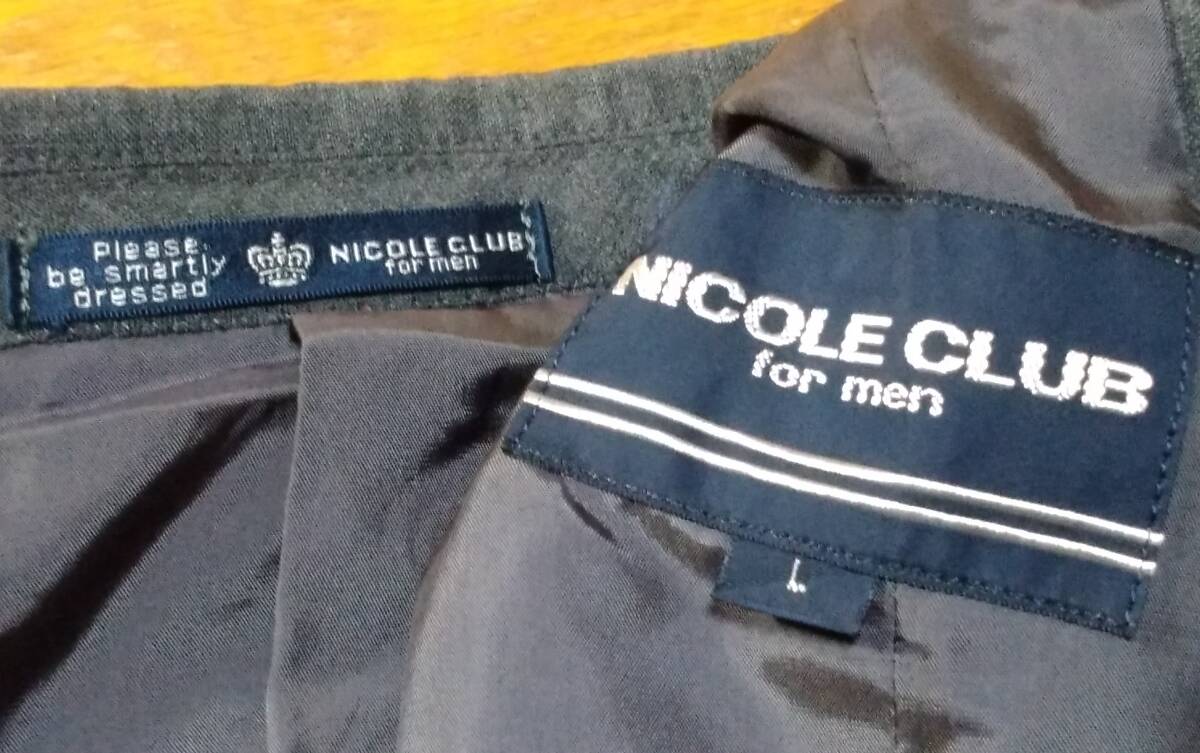 Please
be smartly
dressed
NICOLE CLUB
for men
NICOLE CLUB
for men
L